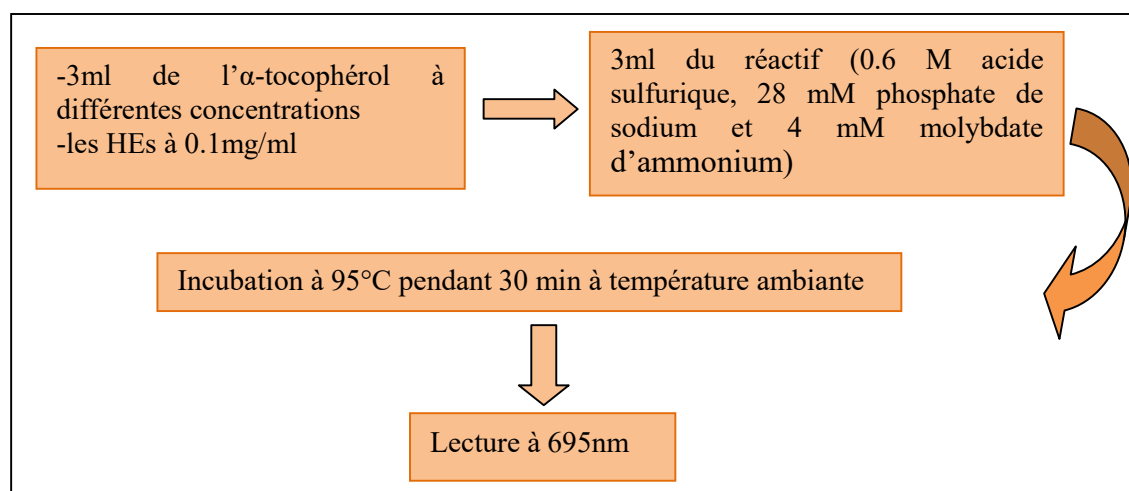 -3ml de l’α-tocophérol à
différentes concentrations
-les HEs à 0.1mg/ml
3ml du réactif (0.6 M acide
sulfurique, 28 mM phosphate de
sodium et 4 mM molybdate
d’ammonium)
Incubation à 95°C pendant 30 min à température ambiante
Lecture à 695nm